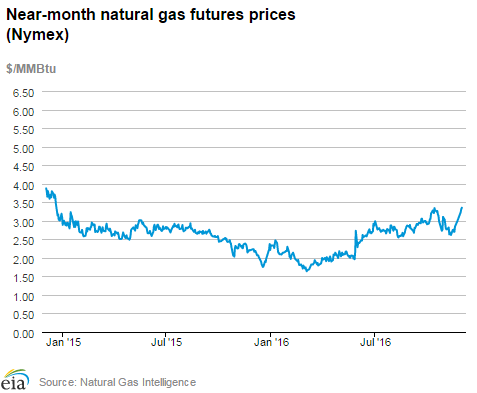 Near-month natural gas futures prices
(Nymex)
$/MMBtu
6.50
6.00
5.50
5.00
4.50
4.00
3.50
3.00
2.50
2.00
1.50
1.00
0.50
0.00
Jan '15
Jul '15
Jan '16
Jul '16
eia
Source: Natural Gas Intelligence